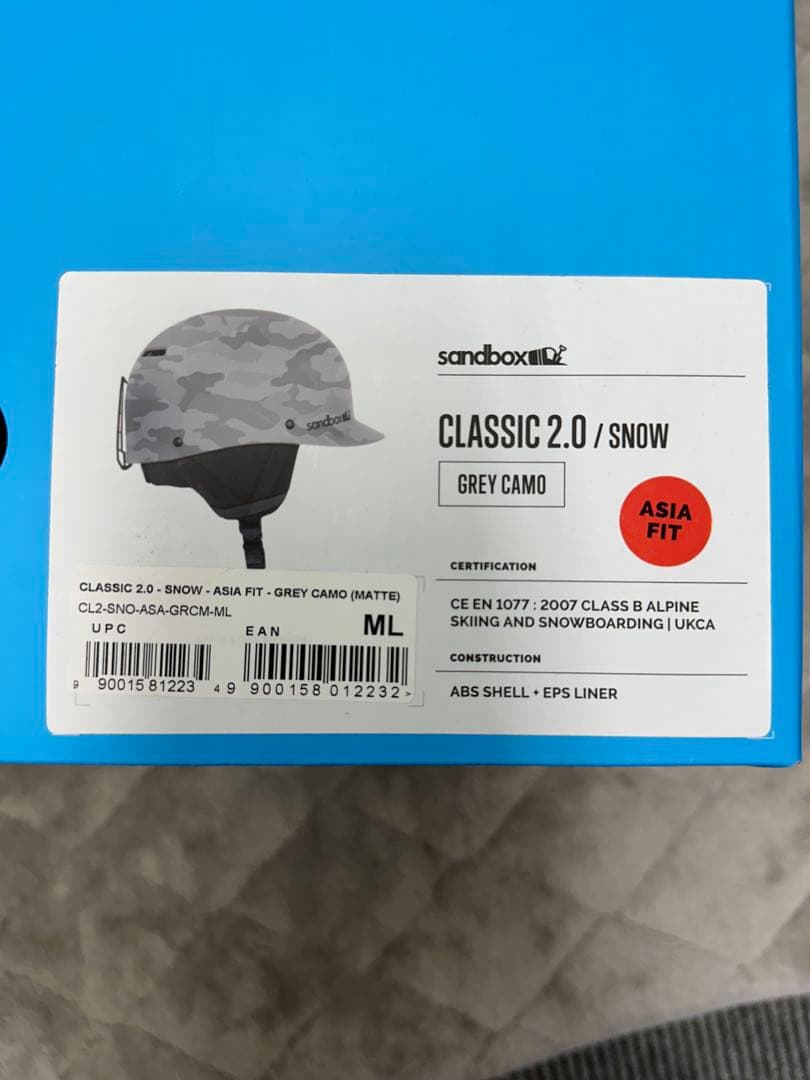 sandbox
sandbox
CLASSIC 2.0 / SNOW
GREY CAMO
ASIA
FIT
CERTIFICATION
CE EN 1077 : 2007 CLASS B ALPINE
SKIING AND SNOWBOARDING | UKCA
CONSTRUCTION
ABS SHELL + EPS LINER
CLASSIC 2.0 - SNOW - ASIA FIT - GREY CAMO (MATTE)
CL2-SNO-ASA-GRCM-ML
UPC
EAN
ML
9 90015 81223 4
9 900158 012232 >